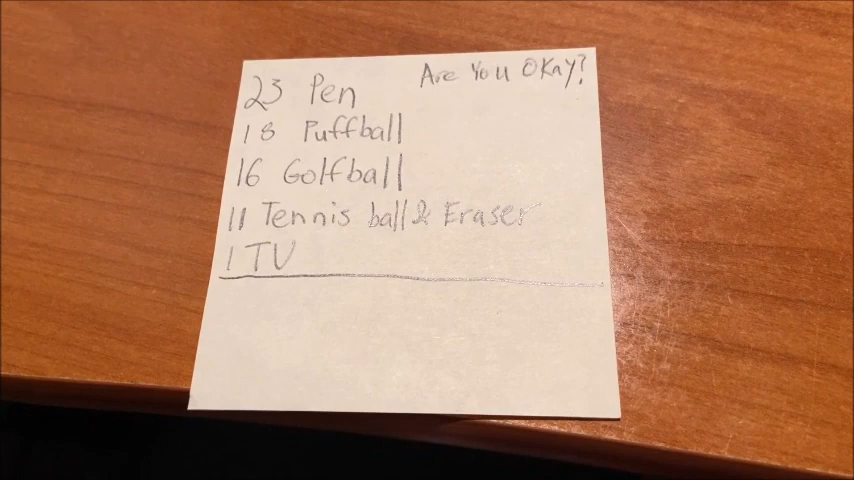 Are You Okay?
23 Pen
18 Puffball
16 Golfball
11 Tennis ball & Eraser
1 TV